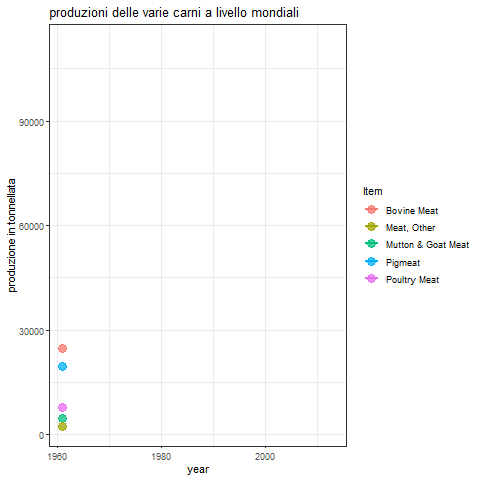 produzioni delle varie carni a livello mondiali
90000
60000
30000
0
produzione in tonnellata
1960
1980
2000
year
Item
Bovine Meat
Meat, Other
Mutton & Goat Meat
Pigmeat
Poultry Meat